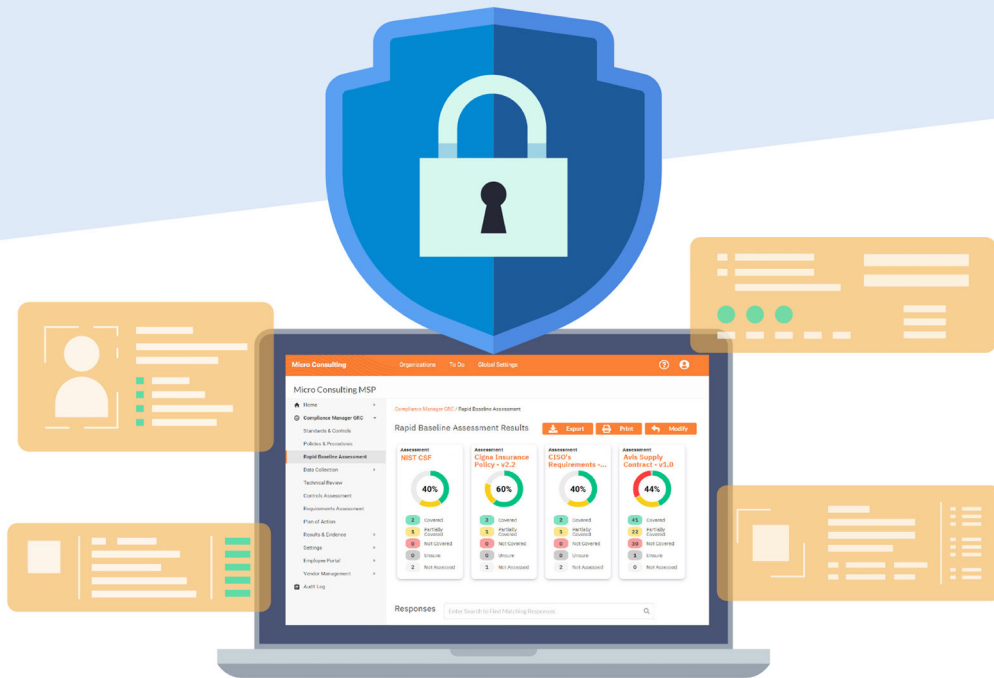 Micro Consulting
Organizations To Do Global Settings
Micro Consulting MSP
Home
Compliance Manager GRC
Standards & Controls
Policies & Procedures
Rapid Baseline Assessment
Data Collection
Technical Review
Controls Assessment
Requirements Assessment
Plan of Action
Results & Evidence
Settings
Employee Portal
Vendor Management
Audit Log
Compliance Manager GRC / Rapid Baseline Assessment
Rapid Baseline Assessment Results
Export
Print
Modify
Assessment
NIST CSF
40%
2 Covered
Partially
Covered
0 Not Covered
0 Unsure
2 Not Assessed
Assessment
Cigna Insurance
Policy - v2.2
60%
3 Covered
1 Partially
Covered
0 Not Covered
0 Unsure
1 Not Assessed
Assessment
CISO's
Requirements -...
40%
2 Covered
Partially
Covered
0 Not Covered
0 Unsure
2 Not Assessed
Assessment
Avis Supply
Contract - v1.0
44%
41 Covered
22 Partially
Covered
30 Not Covered
1 Unsure
0 Not Assessed
Responses
Enter Search to Find Matching Responses